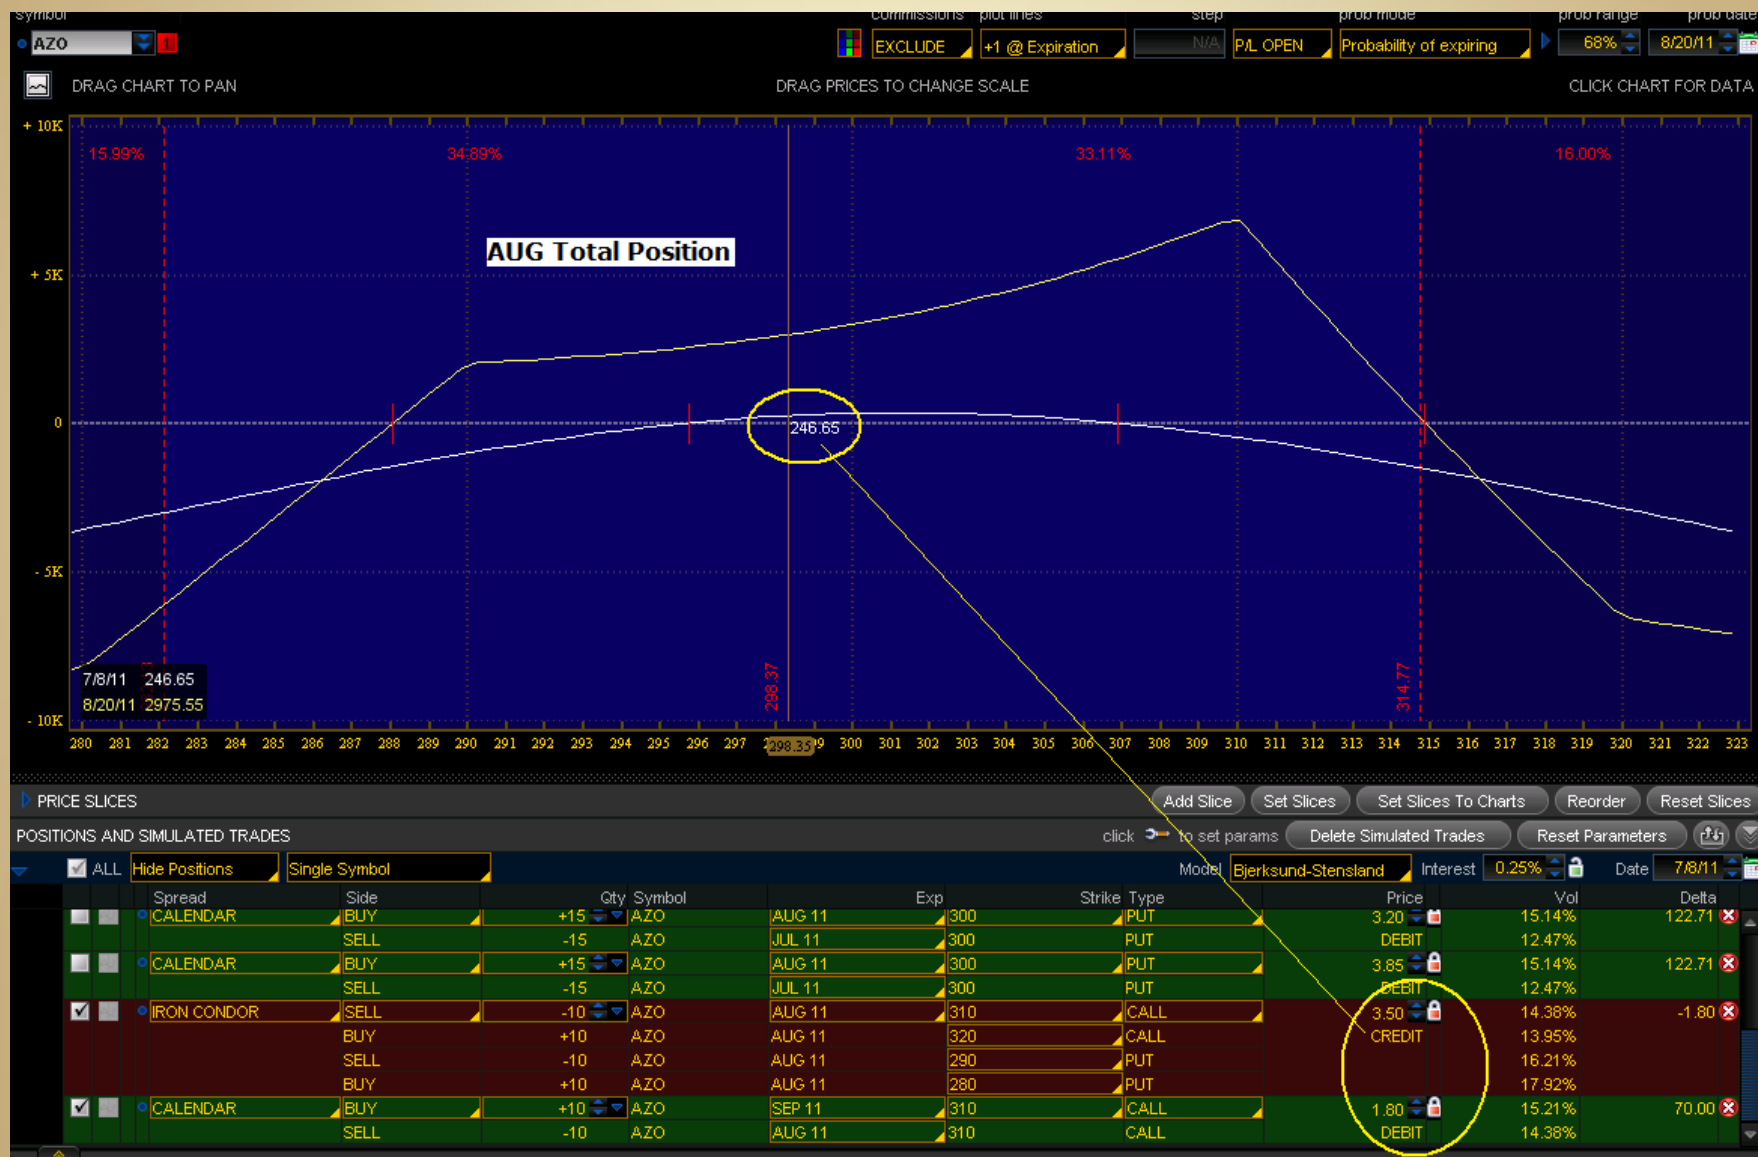 symbol commissions plot lines step prob mode prob range prob date
AZO 1 EXCLUDE +1 @ Expiration N/A P/L OPEN Probability of expiring 68% 8/20/11
DRAG CHART TO PAN DRAG PRICES TO CHANGE SCALE CLICK CHART FOR DATA
+ 10K
15.99% 34.89% 33.11% 16.00%
AUG Total Position
+ 5K
0
246.65
- 5K
298.37 314.77
7/8/11 246.65
8/20/11 2975.55
- 10K
280 281 282 283 284 285 286 287 288 289 290 291 292 293 294 295 296 297 298.35 9 300 301 302 303 304 305 306 307 308 309 310 311 312 313 314 315 316 317 318 319 320 321 322 323
PRICE SLICES Add Slice Set Slices Set Slices To Charts Reorder Reset Slices
POSITIONS AND SIMULATED TRADES click to set params Delete Simulated Trades Reset Parameters
ALL Hide Positions Single Symbol Model Bjerksund-Stensland Interest 0.25% Date 7/8/11
Spread Side Qty Symbol Exp Strike Type Price Vol Delta
CALENDAR BUY +15 AZO AUG 11 300 PUT 3.20 15.14% 122.71
SELL -15 AZO JUL 11 300 PUT DEBIT 12.47%
CALENDAR BUY +15 AZO AUG 11 300 PUT 3.85 15.14% 122.71
SELL -15 AZO JUL 11 300 PUT DEBIT 12.47%
IRON CONDOR SELL -10 AZO AUG 11 310 CALL 3.50 14.38% -1.80
BUY +10 AZO AUG 11 320 CALL CREDIT 13.95%
SELL -10 AZO AUG 11 290 PUT 16.21%
BUY +10 AZO AUG 11 280 PUT 17.92%
CALENDAR BUY +10 AZO SEP 11 310 CALL 1.80 15.21% 70.00
SELL -10 AZO AUG 11 310 CALL DEBIT 14.38%